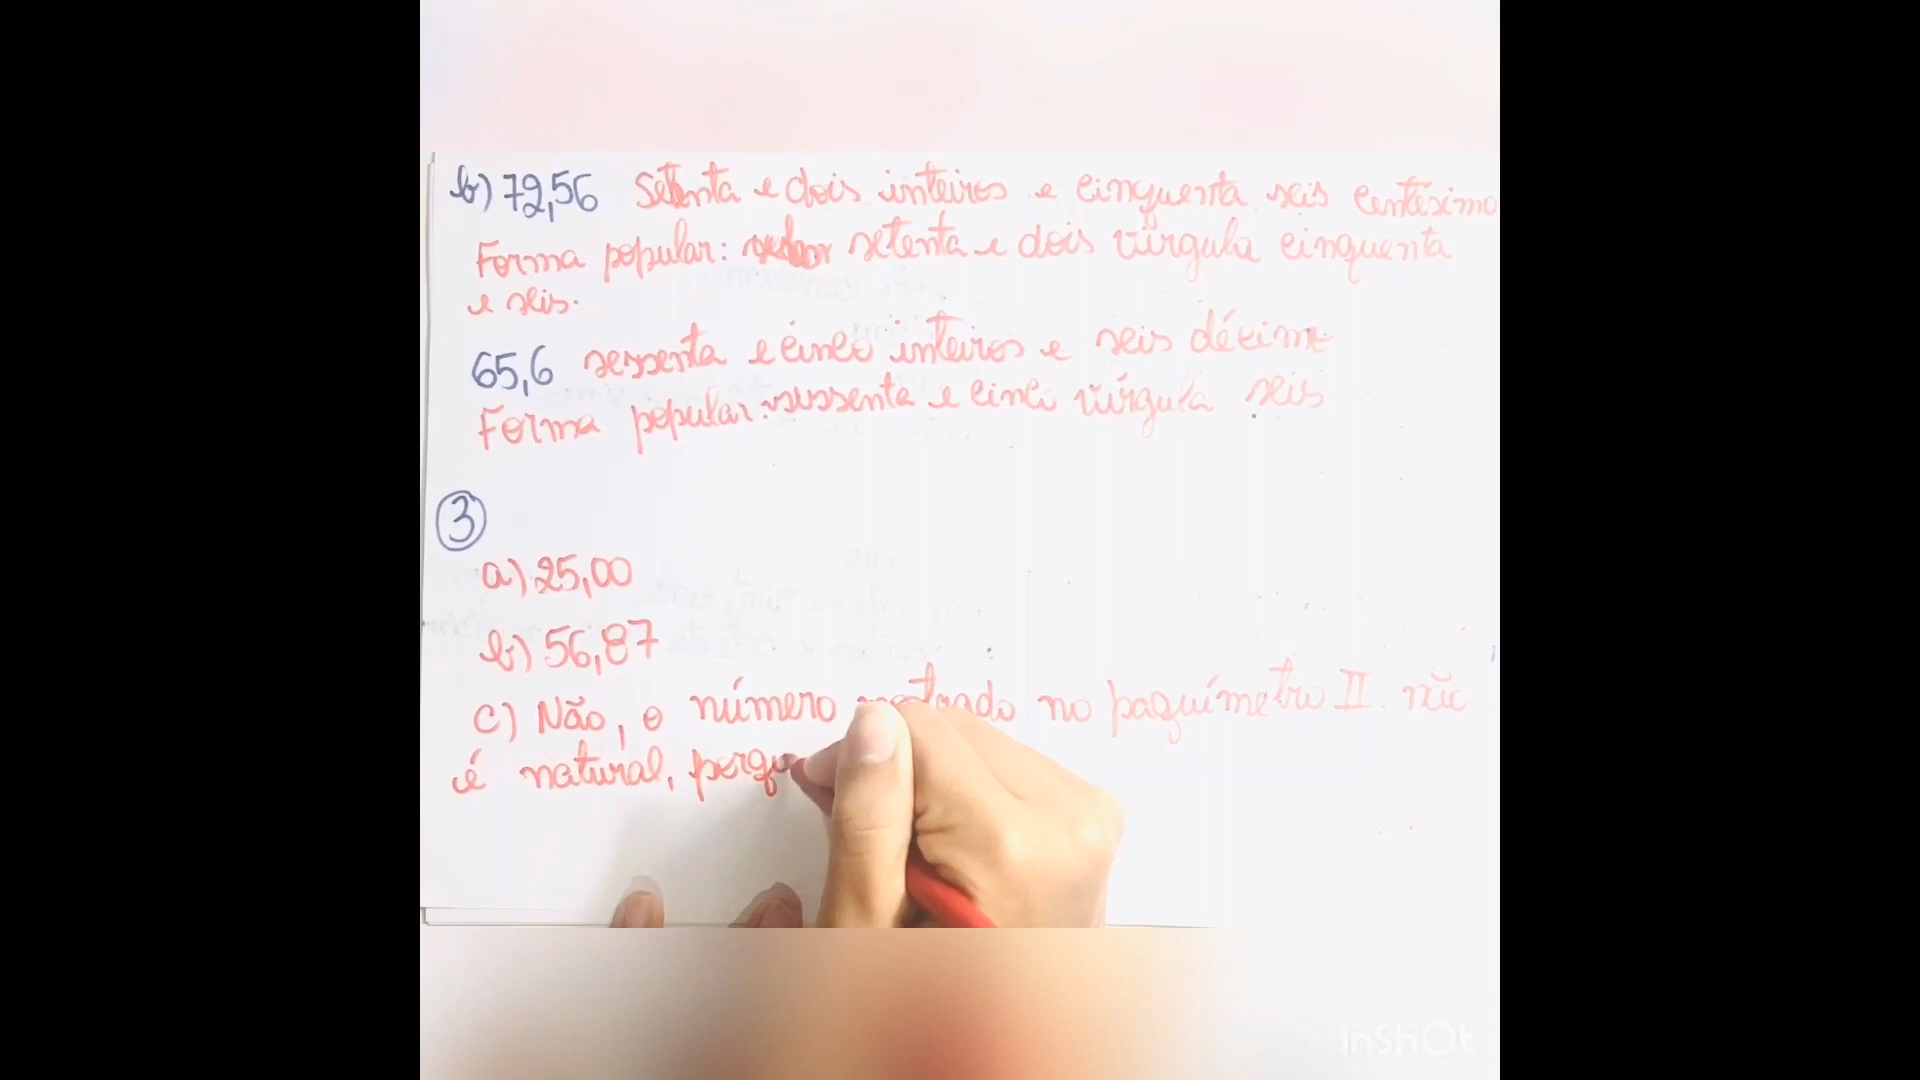 b) 72,56 Setenta e dois inteiros e cinquenta seis centésimo
Forma popular: setenta e dois vírgula cinquenta
e seis.
65,6 sessenta e cinco inteiros e seis décimo
Forma popular: sessenta e cinco vírgula seis
3
a) 25,00
b) 56,87
c) Não, o número no paquímetro II não
é natural, porqu
InShOt